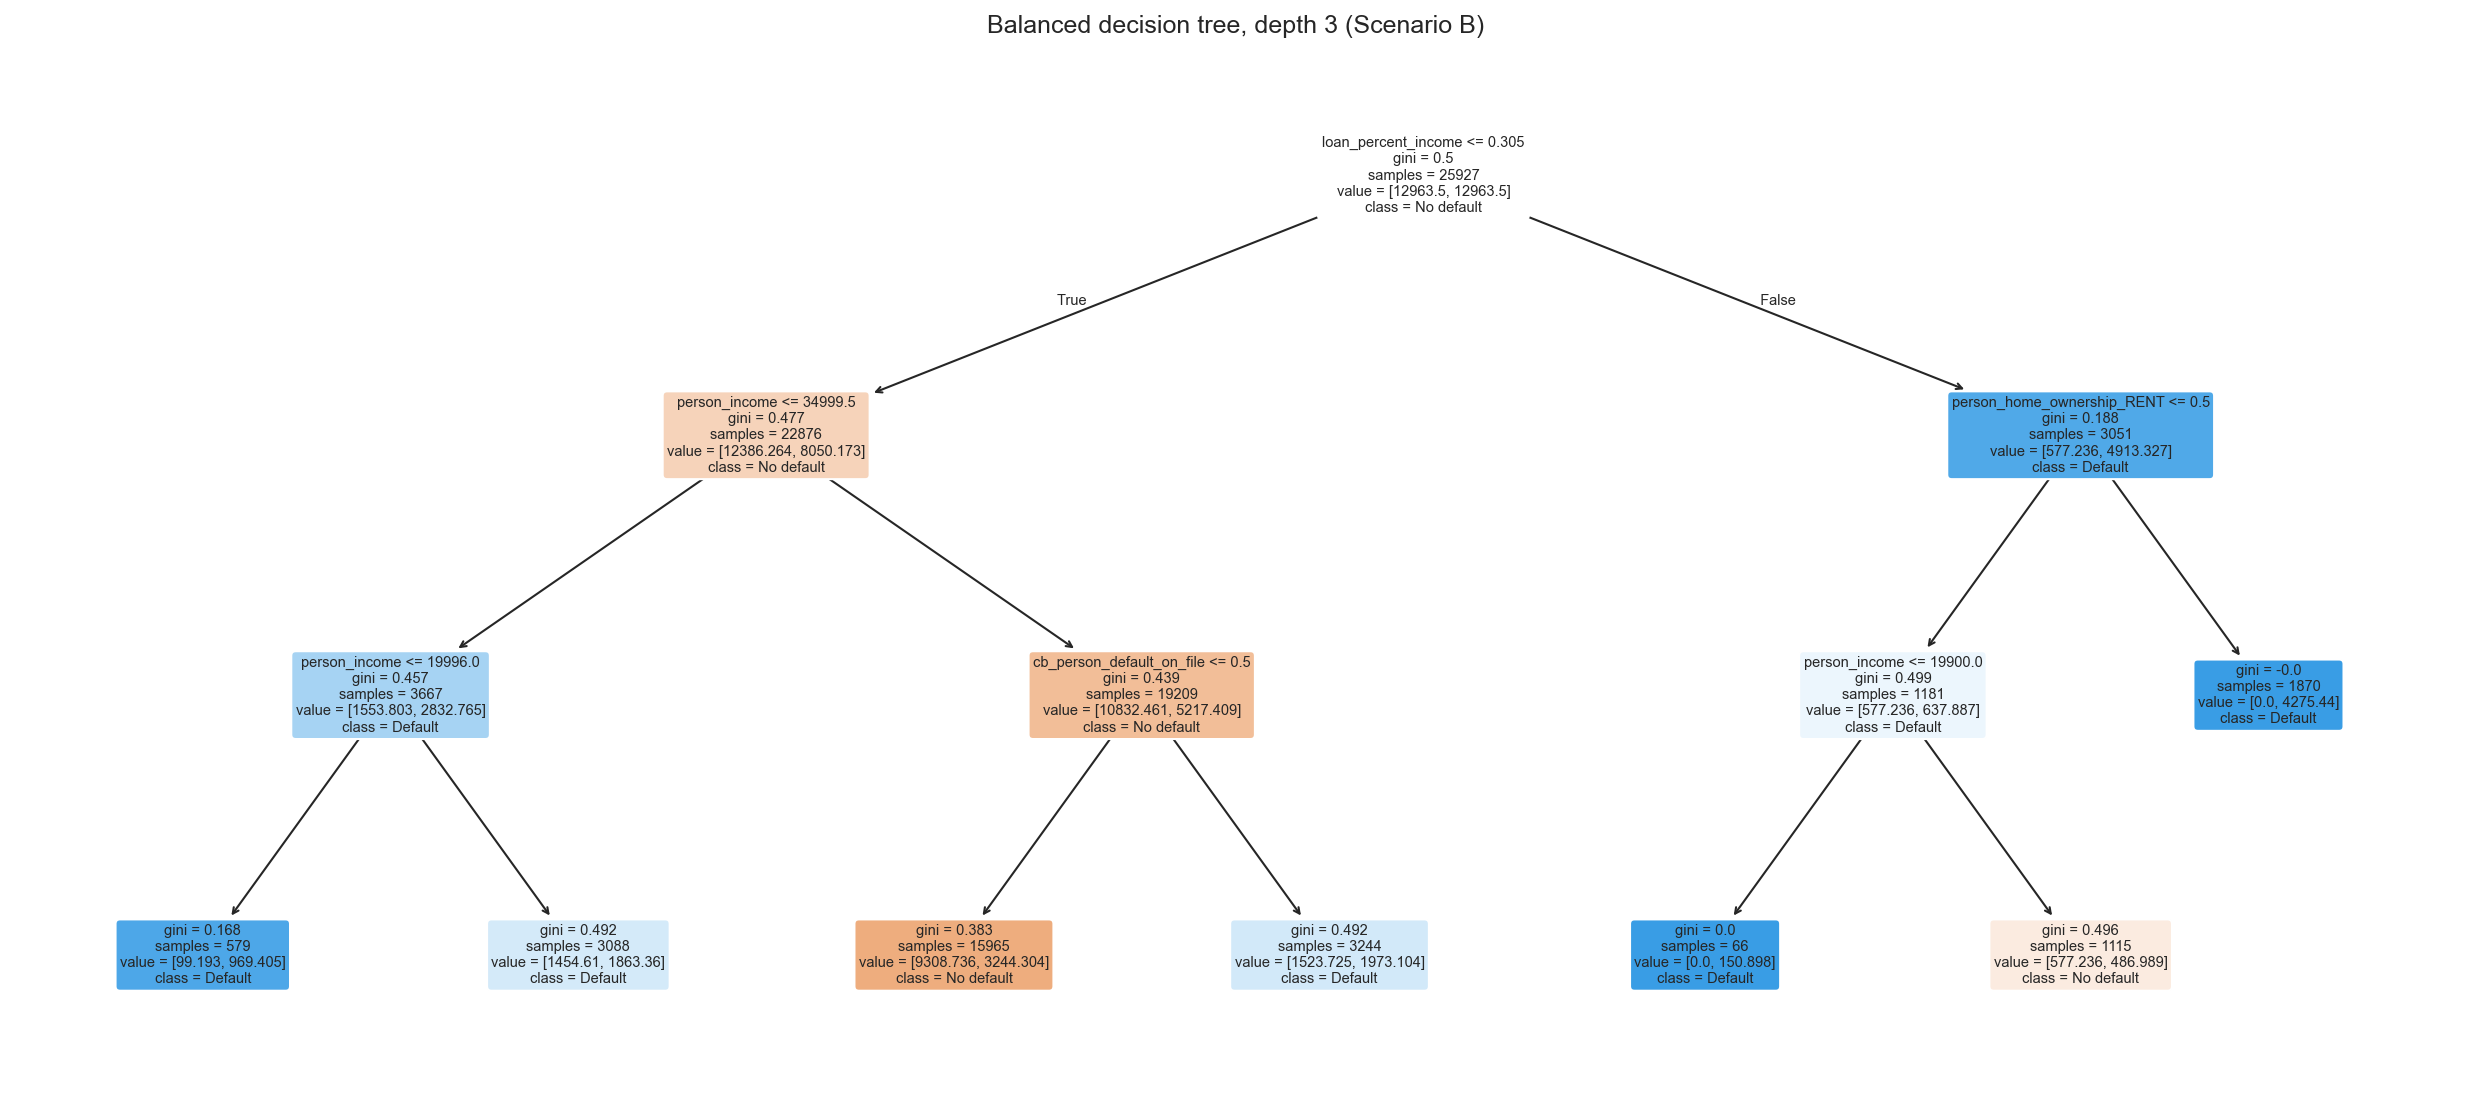 Balanced decision tree, depth 3 (Scenario B)
loan_percent_income <= 0.305
gini = 0.5
samples = 25927
value = [12963.5, 12963.5]
class = No default
True
False
person_income <= 34999.5
gini = 0.477
samples = 22876
value = [12386.264, 8050.173]
class = No default
person_home_ownership_RENT <= 0.5
gini = 0.188
samples = 3051
value = [577.236, 4913.327]
class = Default
person_income <= 19996.0
gini = 0.457
samples = 3667
value = [1553.803, 2832.765]
class = Default
cb_person_default_on_file <= 0.5
gini = 0.439
samples = 19209
value = [10832.461, 5217.409]
class = No default
person_income <= 19900.0
gini = 0.499
samples = 1181
value = [577.236, 637.887]
class = Default
gini = -0.0
samples = 1870
value = [0.0, 4275.44]
class = Default
gini = 0.168
samples = 579
value = [99.193, 969.405]
class = Default
gini = 0.492
samples = 3088
value = [1454.61, 1863.36]
class = Default
gini = 0.383
samples = 15965
value = [9308.736, 3244.304]
class = No default
gini = 0.492
samples = 3244
value = [1523.725, 1973.104]
class = Default
gini = 0.0
samples = 66
value = [0.0, 150.898]
class = Default
gini = 0.496
samples = 1115
value = [577.236, 486.989]
class = No default